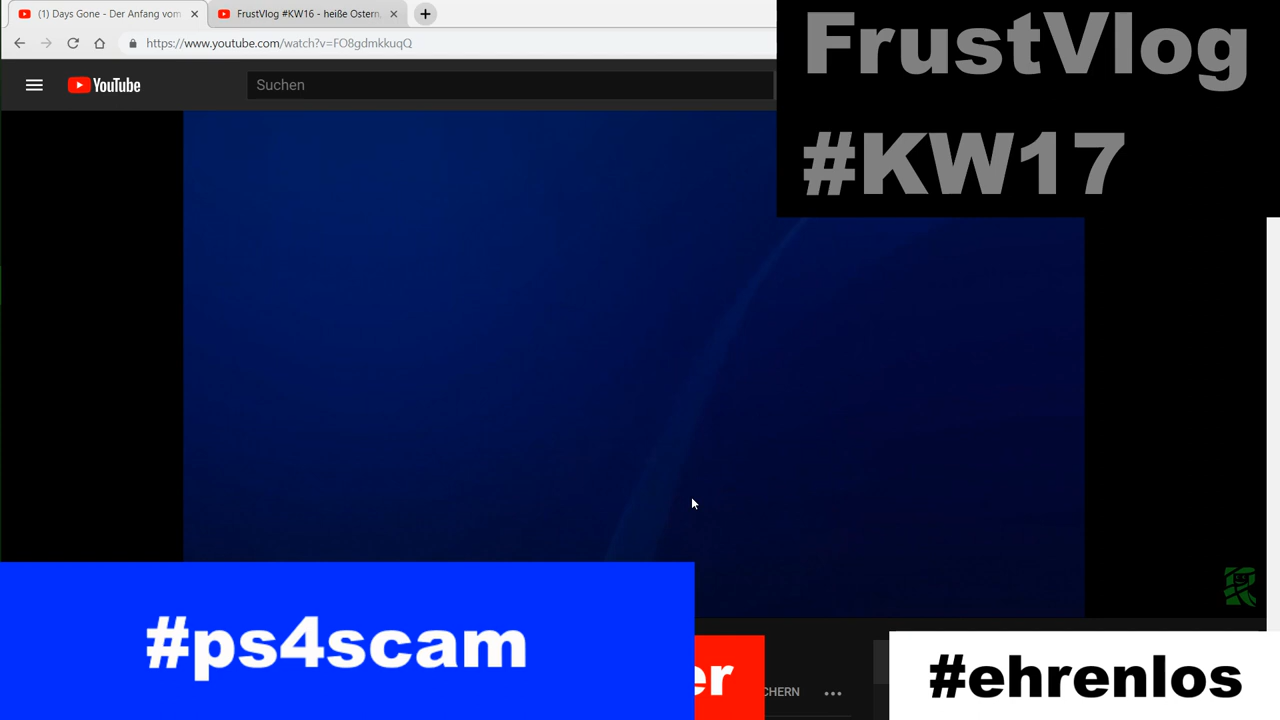 (1) Days Gone - Der Anfang vom
FrustVlog #KW16 - heiße Ostern,
https://www.youtube.com/watch?v=FO8gdmkkuqQ
YouTube
Suchen
FrustVlog
#KW17
#ps4scam
er
CHERN
#ehrenlos